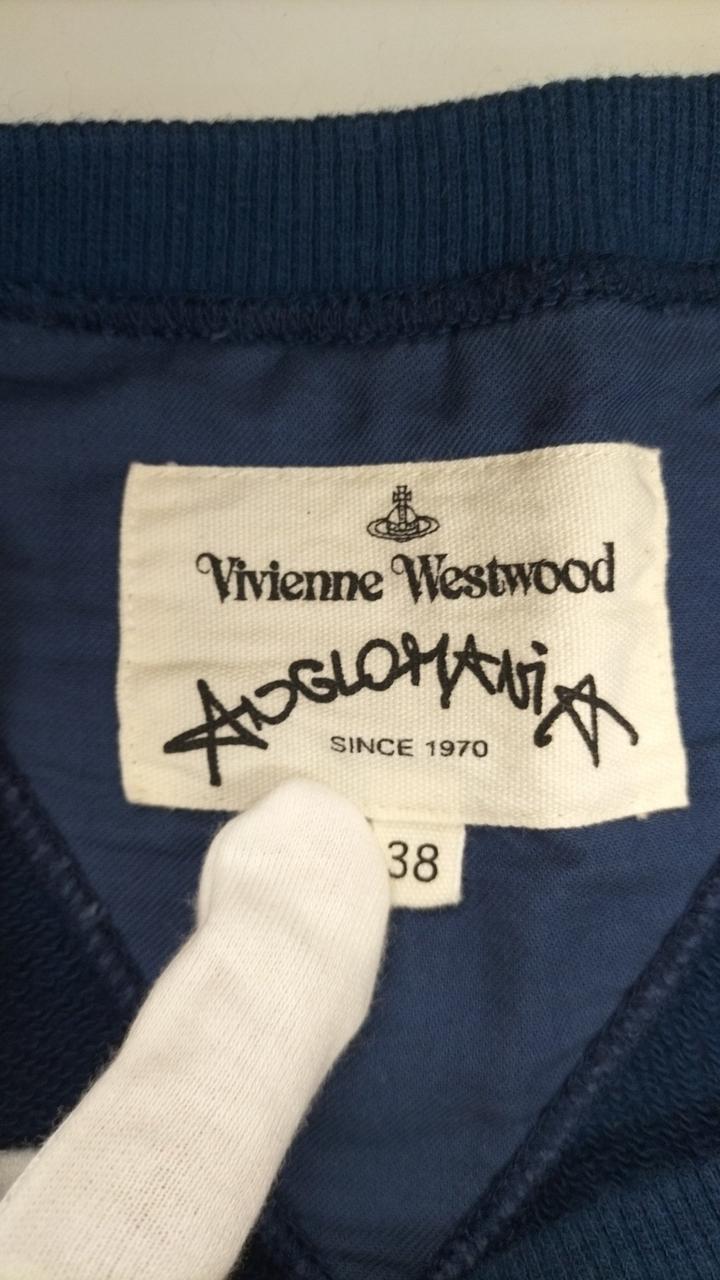 Vivienne Westwood
ANGLOMANiA
SINCE 1970
38